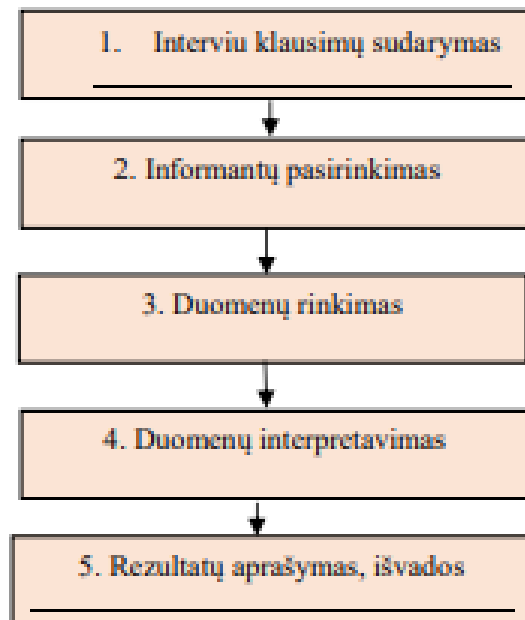 1. Interviu klausimų sudarymas
2. Informantų pasirinkimas
3. Duomenų rinkimas
4. Duomenų interpretavimas
5. Rezultatų aprašymas, išvados